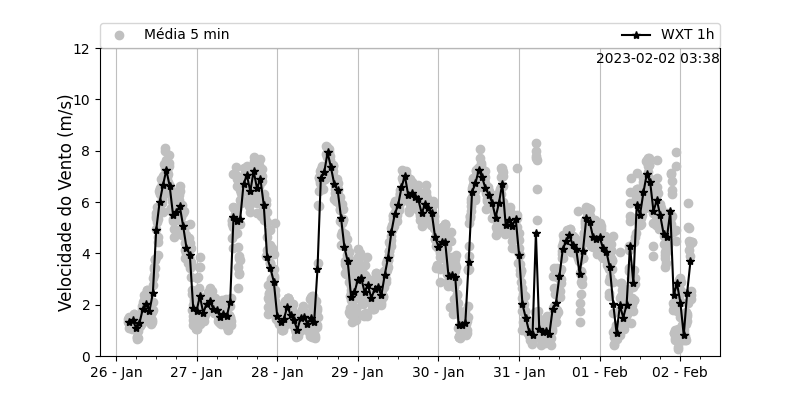 Média 5 min
WXT 1h
2023-02-02 03:38
Velocidade do Vento (m/s)
12
10
8
6
4
2
0
26 - Jan
27 - Jan
28 - Jan
29 - Jan
30 - Jan
31 - Jan
01 - Feb
02 - Feb